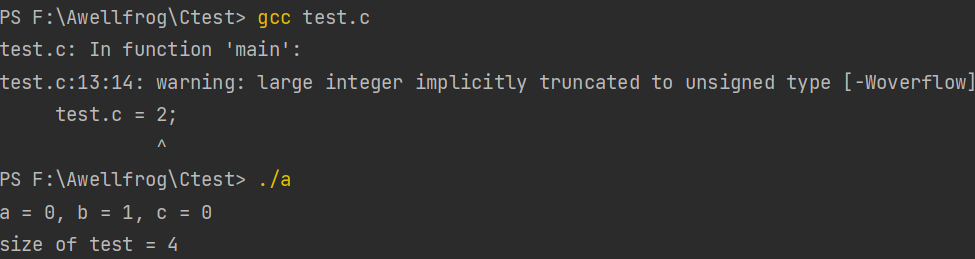 PS F:\Awellfrog\Ctest> gcc test.c
test.c: In function 'main':
test.c:13:14: warning: large integer implicitly truncated to unsigned type [-Woverflow]
     test.c = 2;
              ^
PS F:\Awellfrog\Ctest> ./a
a = 0, b = 1, c = 0
size of test = 4